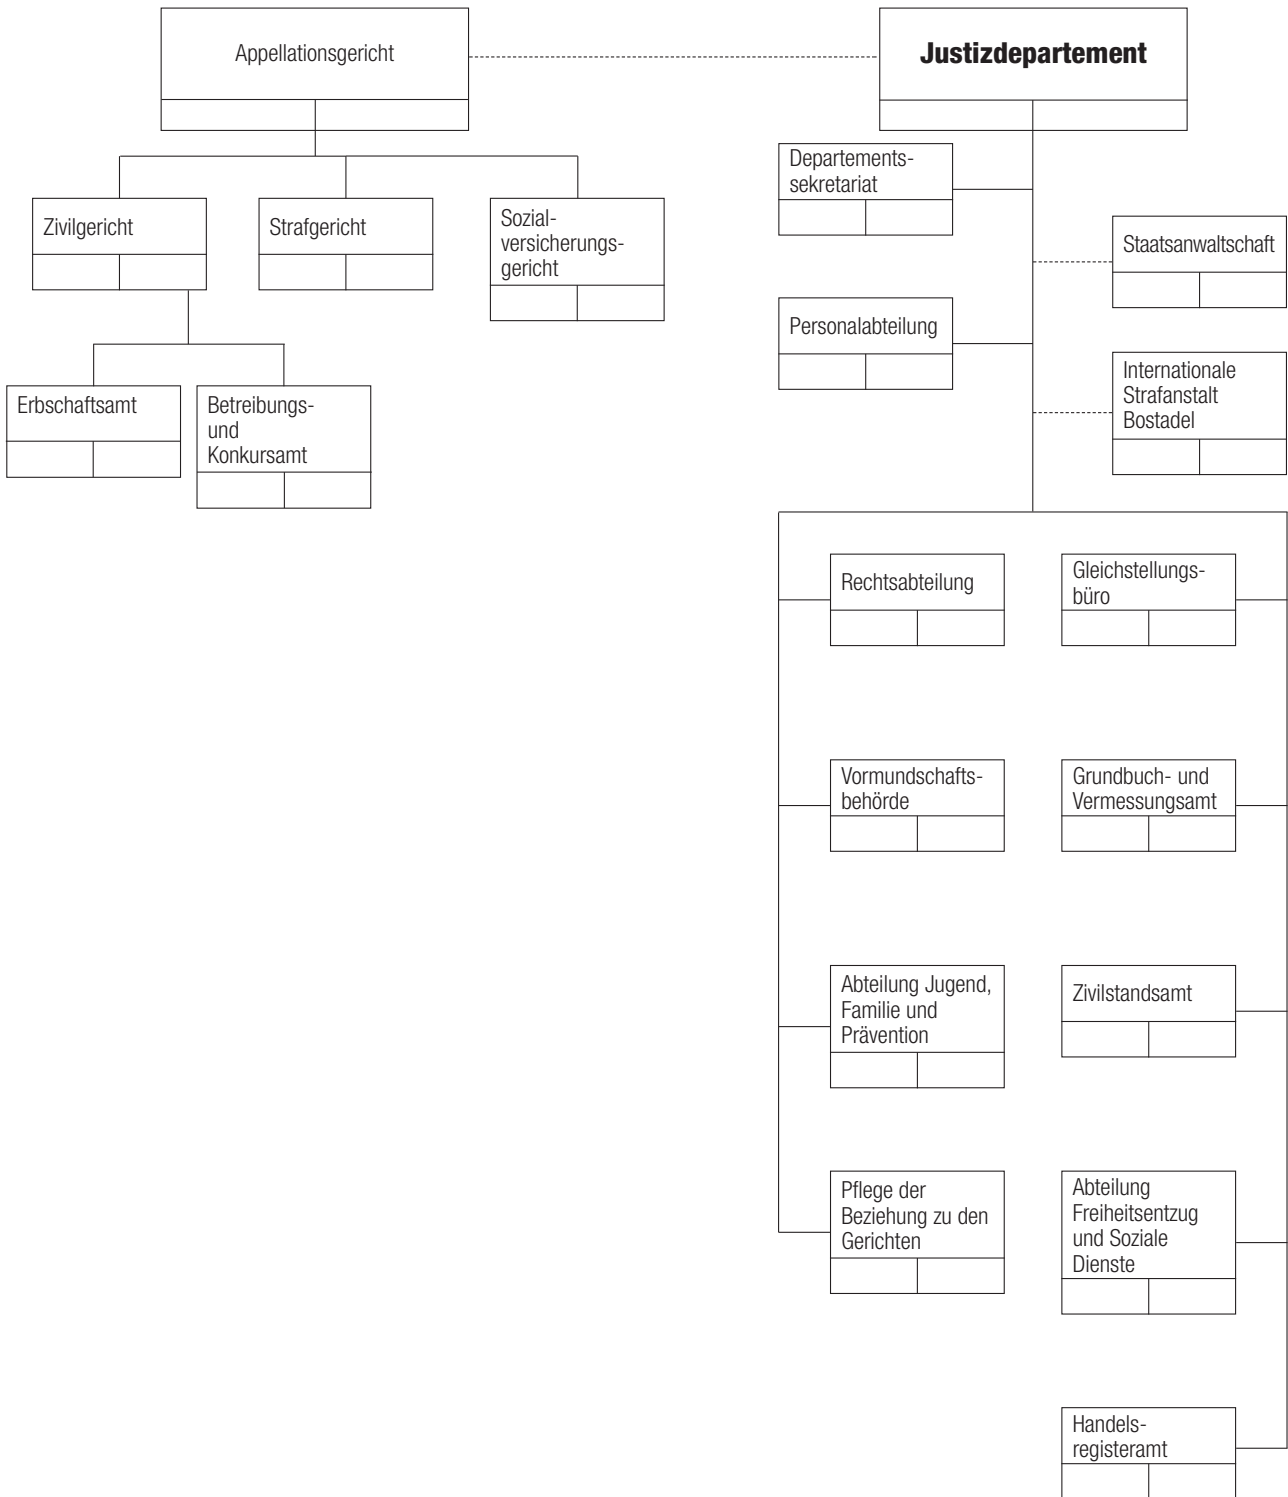 Appellationsgericht
Justizdepartement
Zivilgericht
Strafgericht
Sozial-
versicherungs-
gericht
Erbschaftsamt
Betreibungs-
und
Konkursamt
Departements-
sekretariat
Staatsanwaltschaft
Personalabteilung
Internationale
Strafanstalt
Bostadel
Rechtsabteilung
Gleichstellungs-
büro
Vormundschafts-
behörde
Grundbuch- und
Vermessungsamt
Abteilung Jugend,
Familie und
Prävention
Zivilstandsamt
Pflege der
Beziehung zu den
Gerichten
Abteilung
Freiheitsentzug
und Soziale
Dienste
Handels-
registeramt